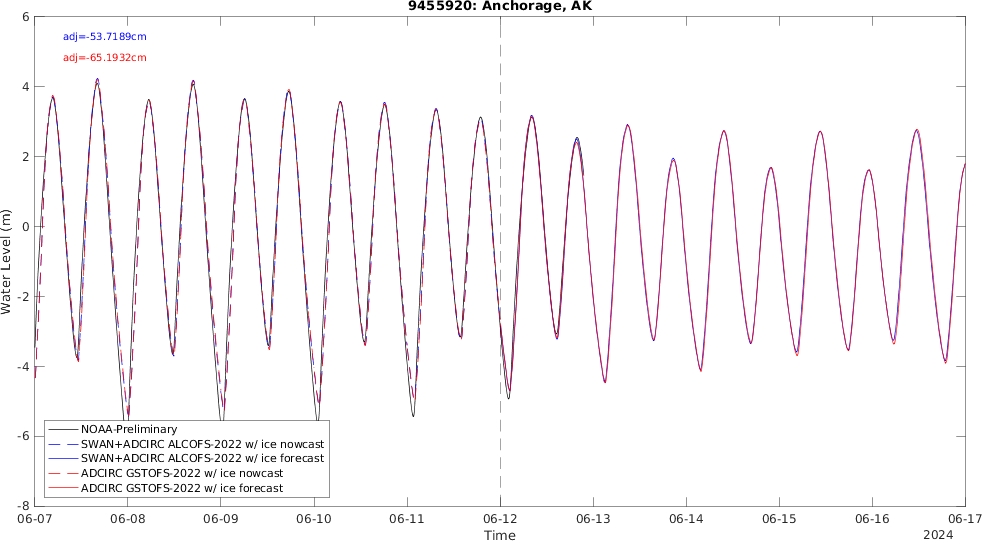 9455920: Anchorage, AK
adj=-53.7189cm
adj=-65.1932cm
6
4
2
0
-2
-4
-6
-8
Water Level (m)
NOAA-Preliminary
SWAN+ADCIRC ALCOFS-2022 w/ ice nowcast
SWAN+ADCIRC ALCOFS-2022 w/ ice forecast
ADCIRC GSTOFS-2022 w/ ice nowcast
ADCIRC GSTOFS-2022 w/ ice forecast
06-07 06-08 06-09 06-10 06-11 06-12 06-13 06-14 06-15 06-16 06-17
Time
2024